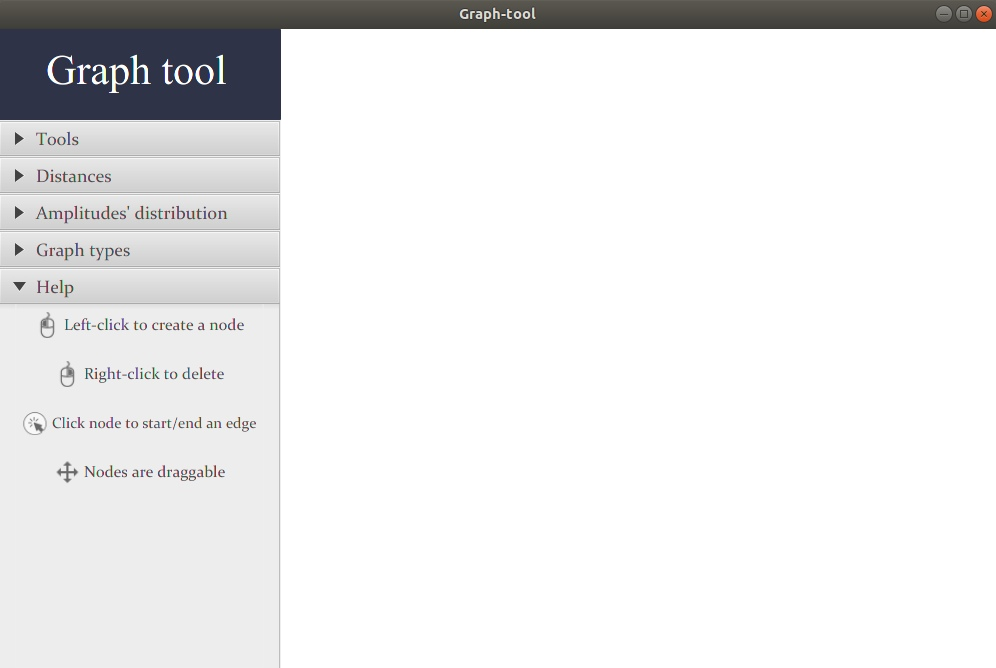 Graph-tool
Graph tool
Tools
Distances
Amplitudes' distribution
Graph types
Help
Left-click to create a node
Right-click to delete
Click node to start/end an edge
Nodes are draggable